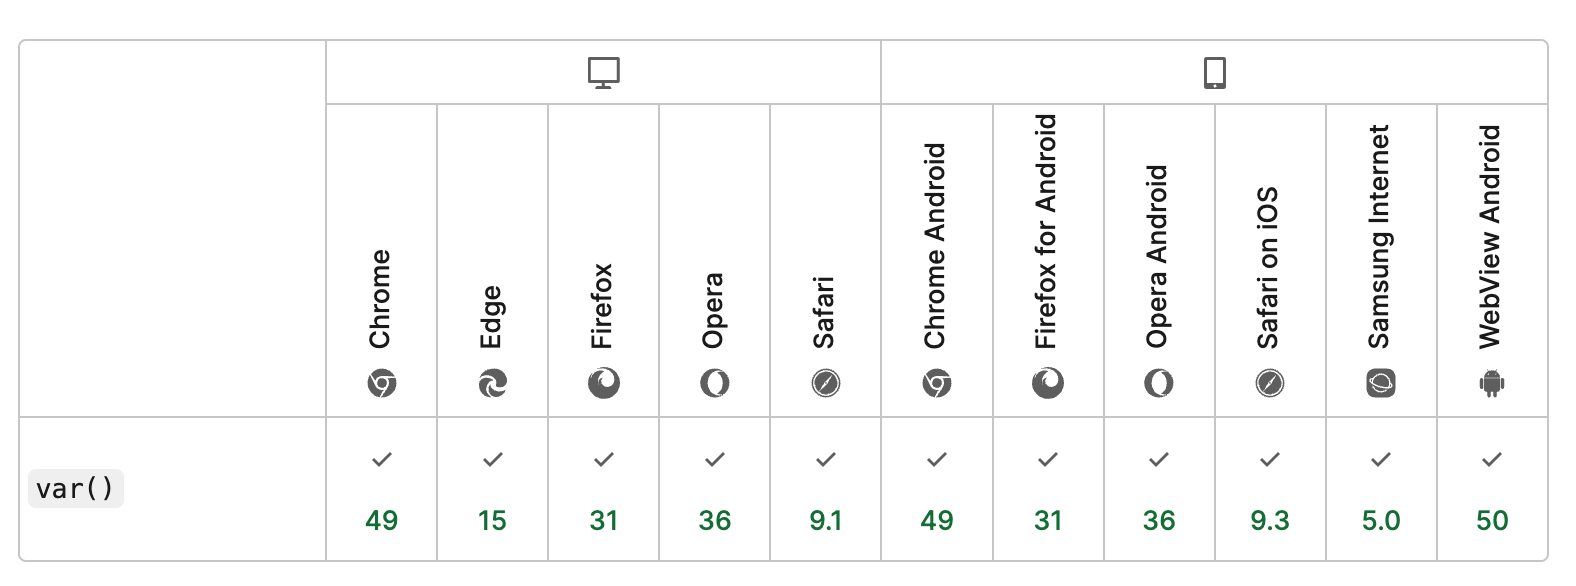 Chrome
Edge
Firefox
Opera
Safari
Chrome Android
Firefox for Android
Opera Android
Safari on iOS
Samsung Internet
WebView Android
var()
49
15
31
36
9.1
49
31
36
9.3
5.0
50